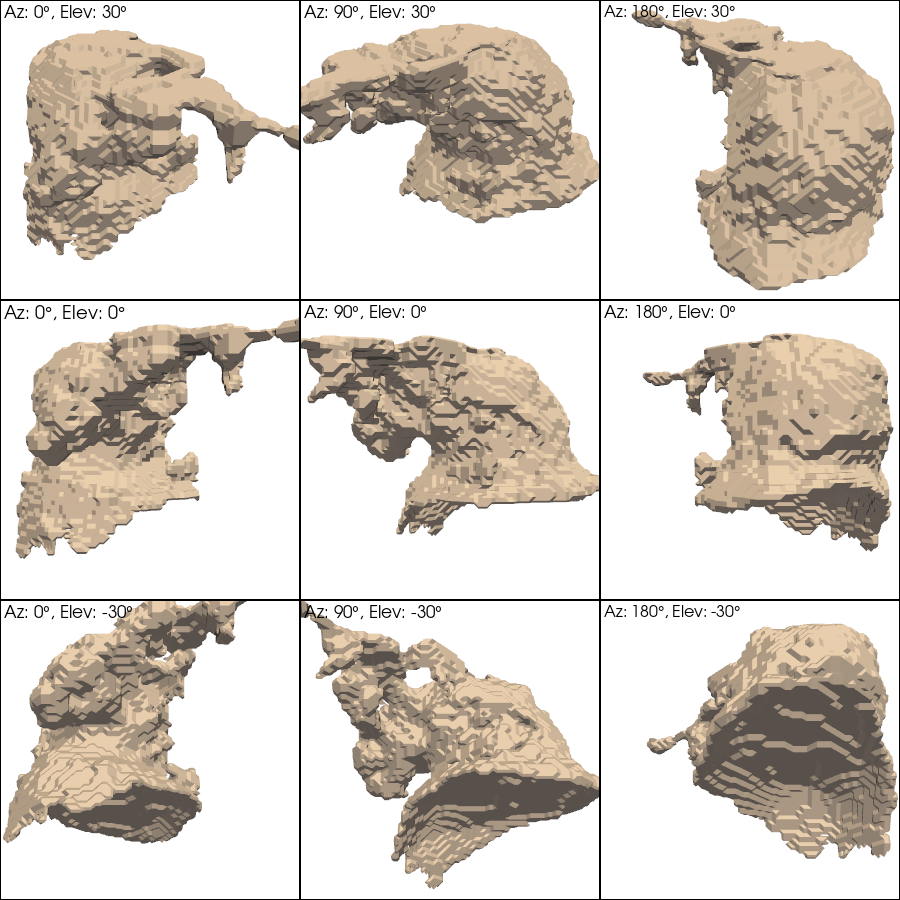 Az: 0°, Elev: 30°
Az: 90°, Elev: 30°
Az: 180°, Elev: 30°
Az: 0°, Elev: 0°
Az: 90°, Elev: 0°
Az: 180°, Elev: 0°
Az: 0°, Elev: -30°
Az: 90°, Elev: -30°
Az: 180°, Elev: -30°